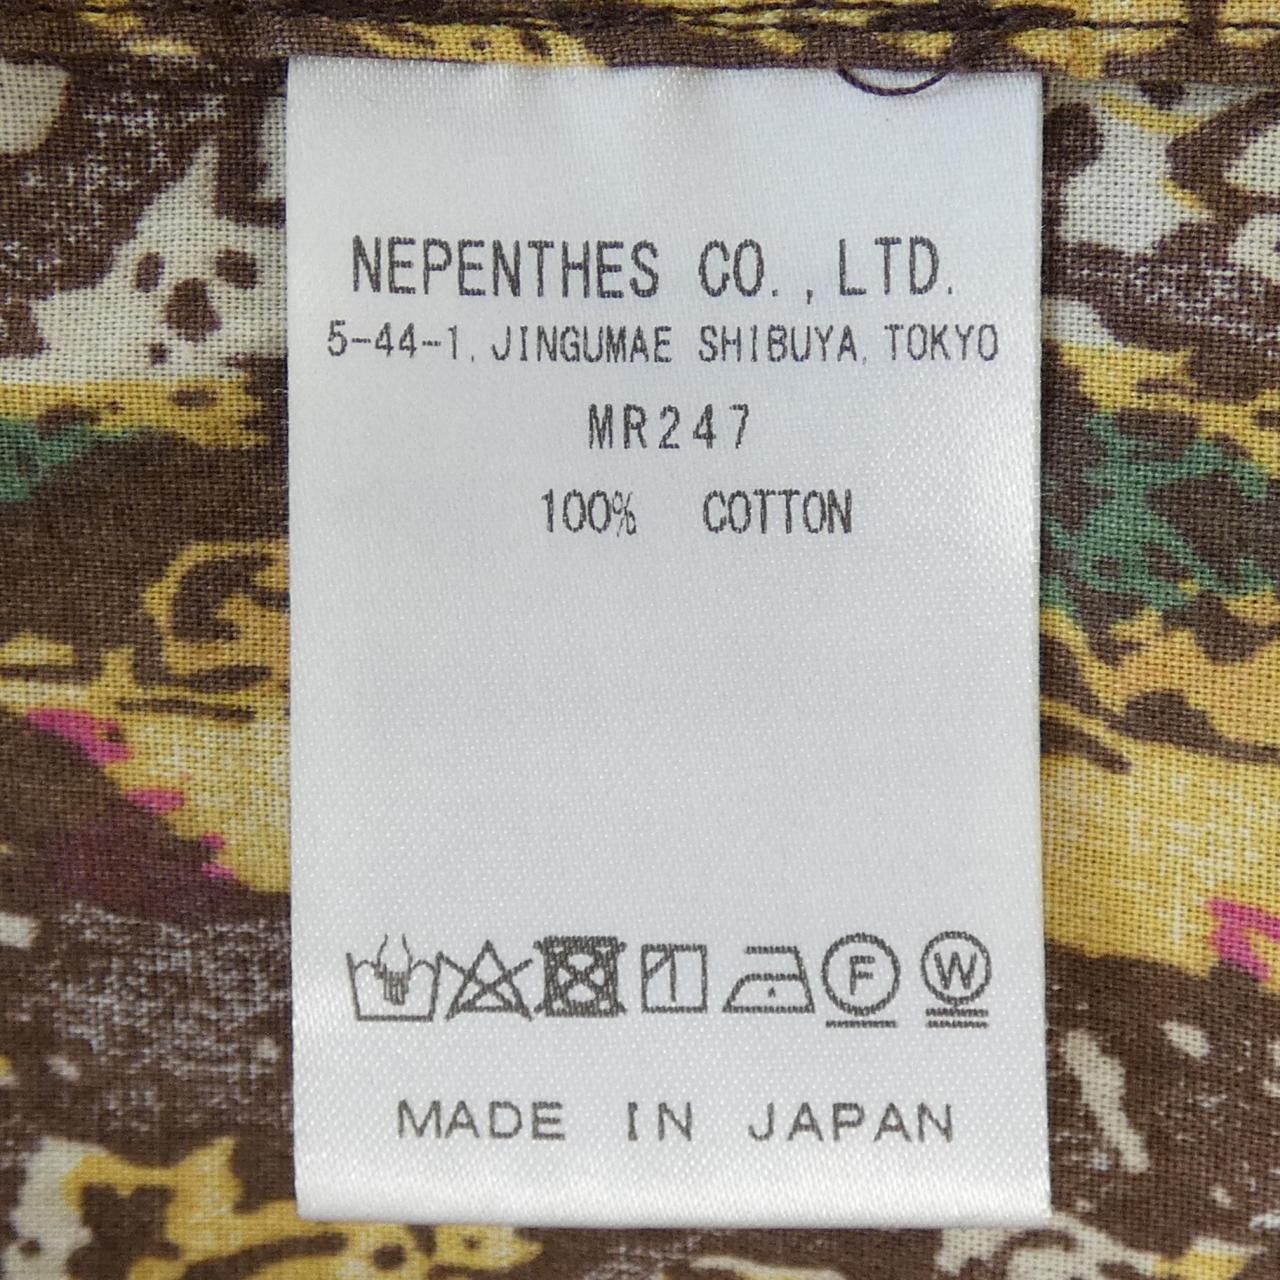 NEPENTHES CO., LTD.
5-44-1, JINGUMAE SHIBUYA, TOKYO
MR247
100% COTTON
F W
MADE IN JAPAN